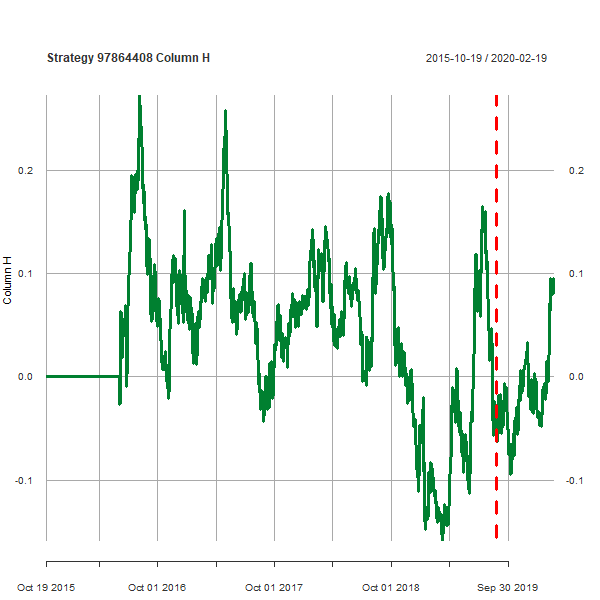 Strategy 97864408 Column H
2015-10-19 / 2020-02-19
Column H
0.2 0.2
0.1 0.1
0.0 0.0
-0.1 -0.1
Oct 19 2015 Oct 01 2016 Oct 01 2017 Oct 01 2018 Sep 30 2019